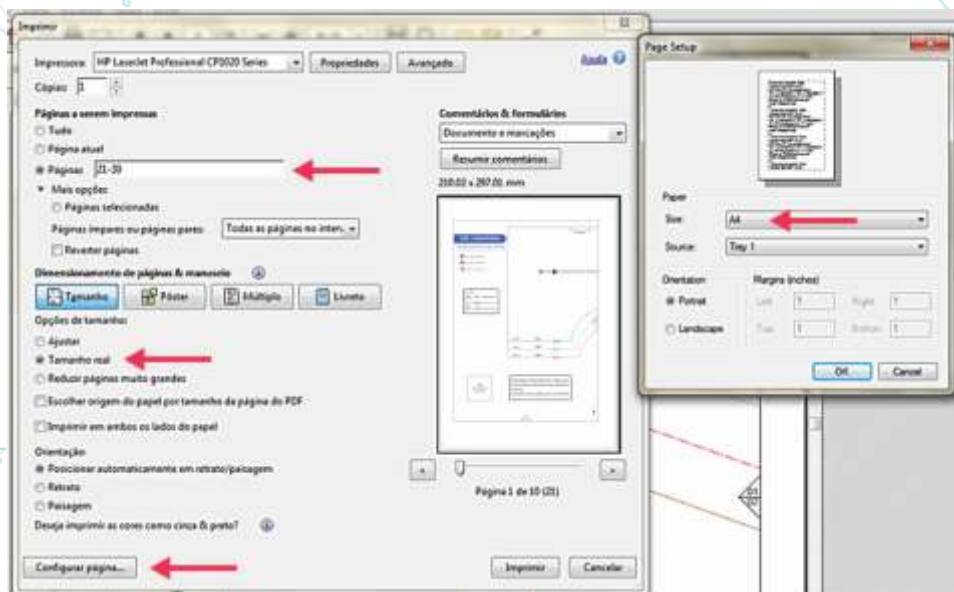 Imprimir
Impressora: HP LaserJet Professional CP1020 Series
Propriedades
Avançado
Ajuda
Cópias: 1
Páginas a serem impressas
Tudo
Página atual
Páginas 21-30
Mais opções
Páginas selecionadas
Páginas ímpares ou páginas pares: Todas as páginas no inter.
Reverter páginas
Dimensionamento de páginas & manuseio
Tamanho
Pôster
Múltiplo
Livreto
Opções de tamanho:
Ajustar
Tamanho real
Reduzir páginas muito grandes
Escolher origem do papel por tamanho da página do PDF
Imprimir em ambos os lados do papel
Orientação:
Posicionar automaticamente em retrato/paisagem
Retrato
Paisagem
Deseja imprimir as cores como cinza & preto?
Configurar página...
Comentários & formulários
Documento e marcações
Resumir comentários
210.02 x 297.01 mm
Página 1 de 10 (21)
Imprimir
Cancelar
Page Setup
Paper
Size: A4
Source: Tray 1
Orientation
Portrait
Landscape
Margins (inches)
Left: 1
Right: 1
Top: 1
Bottom: 1
OK
Cancel